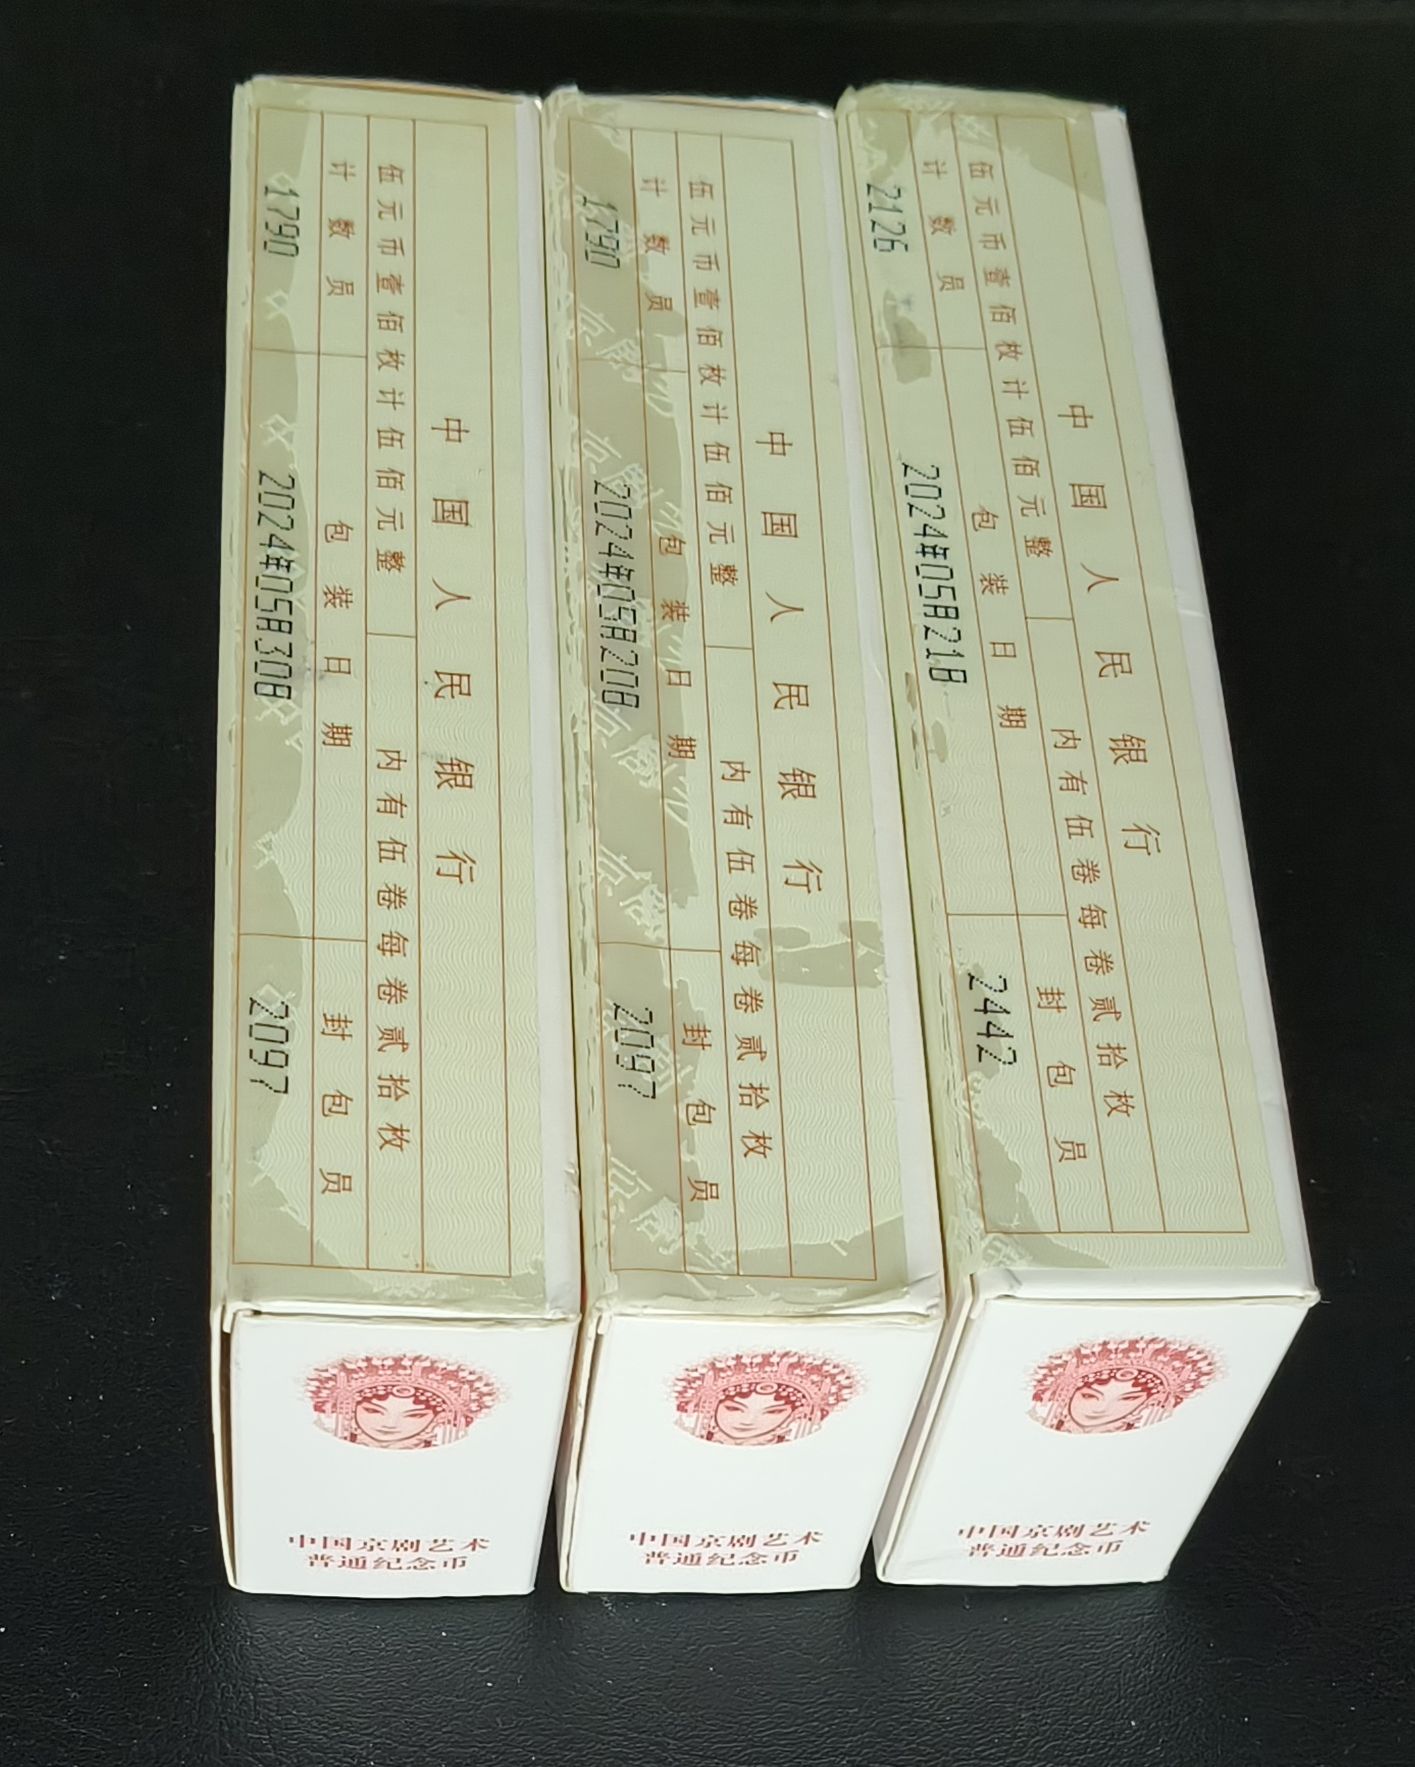 中国人民银行
伍元币壹佰枚计伍佰元整
内有伍卷每卷贰拾枚
计数员
包装日期
封包员
1790
2024年05月30日
2097
中国京剧艺术
普通纪念币
中国人民银行
伍元币壹佰枚计伍佰元整
内有伍卷每卷贰拾枚
计数员
包装日期
封包员
1790
2024年05月20日
2097
中国京剧艺术
普通纪念币
中国人民银行
伍元币壹佰枚计伍佰元整
内有伍卷每卷贰拾枚
计数员
包装日期
封包员
2126
2024年05月21日
2442
中国京剧艺术
普通纪念币